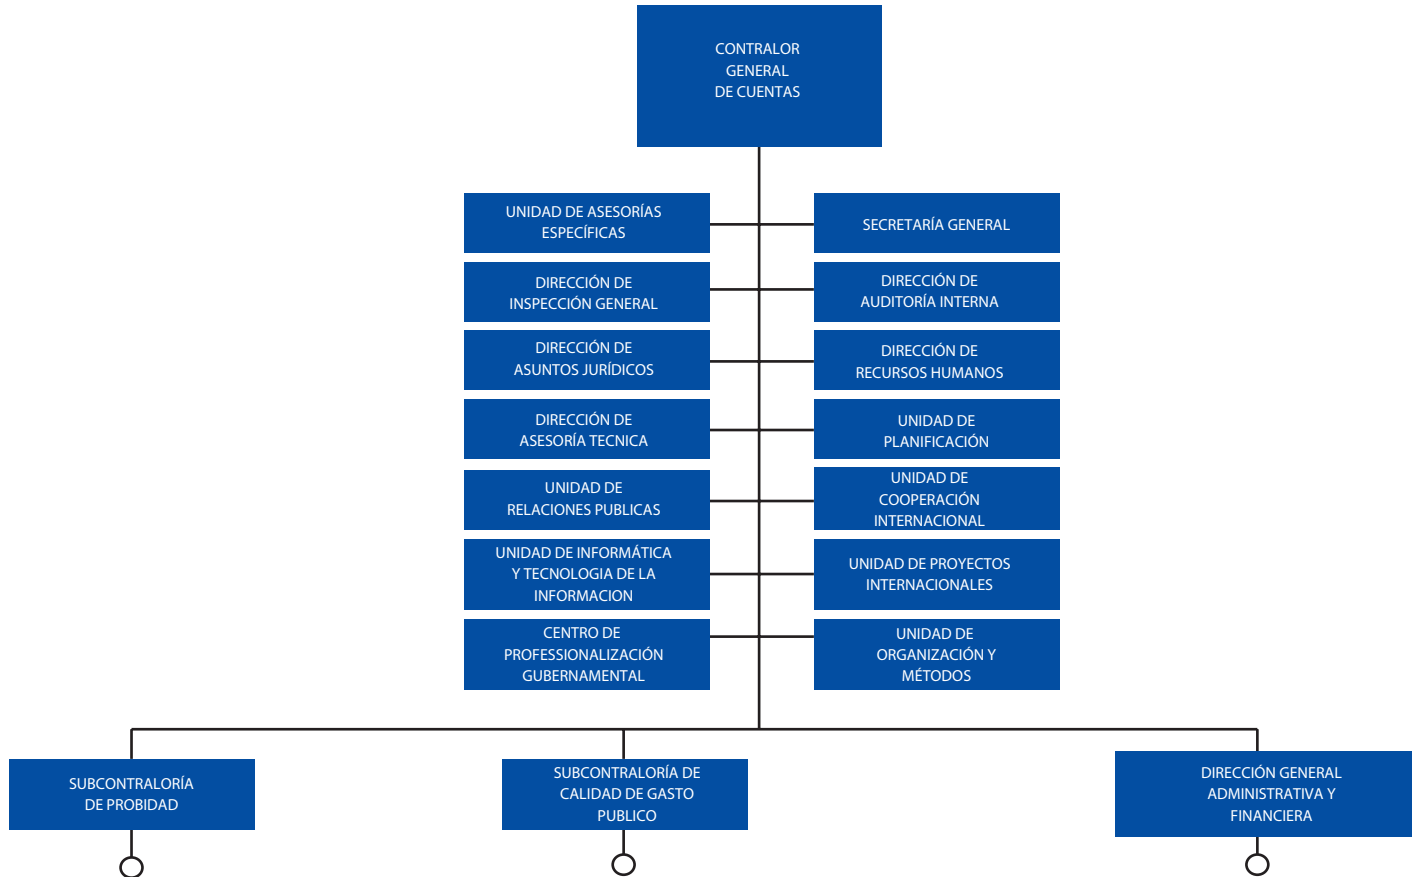 CONTRALOR
GENERAL
DE CUENTAS
UNIDAD DE ASESORÍAS
ESPECÍFICAS
SECRETARÍA GENERAL
DIRECCIÓN DE
INSPECCIÓN GENERAL
DIRECCIÓN DE
AUDITORÍA INTERNA
DIRECCIÓN DE
ASUNTOS JURÍDICOS
DIRECCIÓN DE
RECURSOS HUMANOS
DIRECCIÓN DE
ASESORÍA TECNICA
UNIDAD DE
PLANIFICACIÓN
UNIDAD DE
RELACIONES PUBLICAS
UNIDAD DE
COOPERACIÓN
INTERNACIONAL
UNIDAD DE INFORMÁTICA
Y TECNOLOGIA DE LA
INFORMACION
UNIDAD DE PROYECTOS
INTERNACIONALES
CENTRO DE
PROFESSIONALIZACIÓN
GUBERNAMENTAL
UNIDAD DE
ORGANIZACIÓN Y
MÉTODOS
SUBCONTRALORÍA
DE PROBIDAD
SUBCONTRALORÍA DE
CALIDAD DE GASTO
PUBLICO
DIRECCIÓN GENERAL
ADMINISTRATIVA Y
FINANCIERA